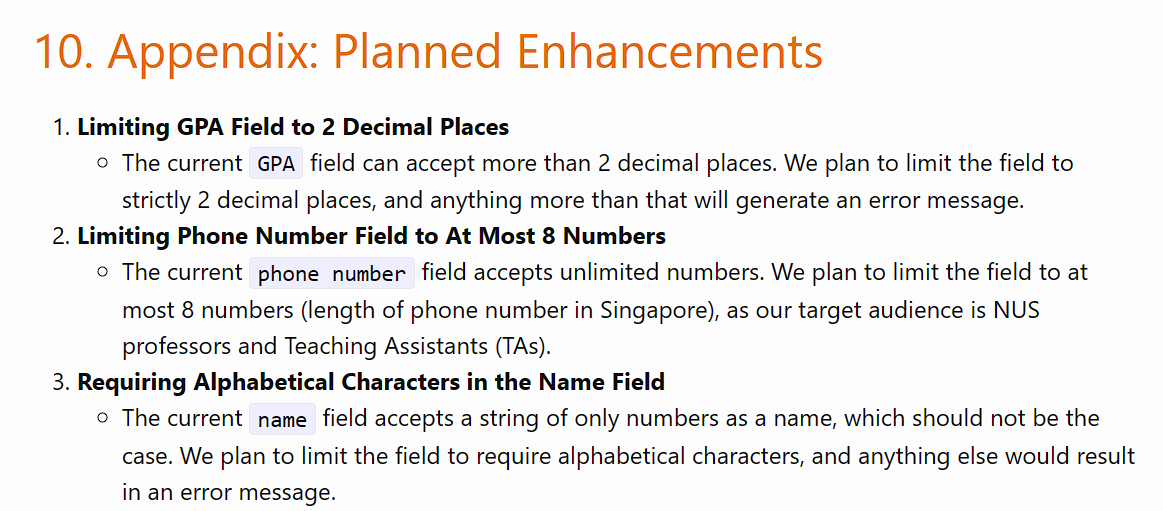 10. Appendix: Planned Enhancements
1. Limiting GPA Field to 2 Decimal Places
The current GPA field can accept more than 2 decimal places. We plan to limit the field to
strictly 2 decimal places, and anything more than that will generate an error message.
2. Limiting Phone Number Field to At Most 8 Numbers
The current phone number field accepts unlimited numbers. We plan to limit the field to at
most 8 numbers (length of phone number in Singapore), as our target audience is NUS
professors and Teaching Assistants (TAs).
3. Requiring Alphabetical Characters in the Name Field
The current name field accepts a string of only numbers as a name, which should not be the
case. We plan to limit the field to require alphabetical characters, and anything else would result
in an error message.